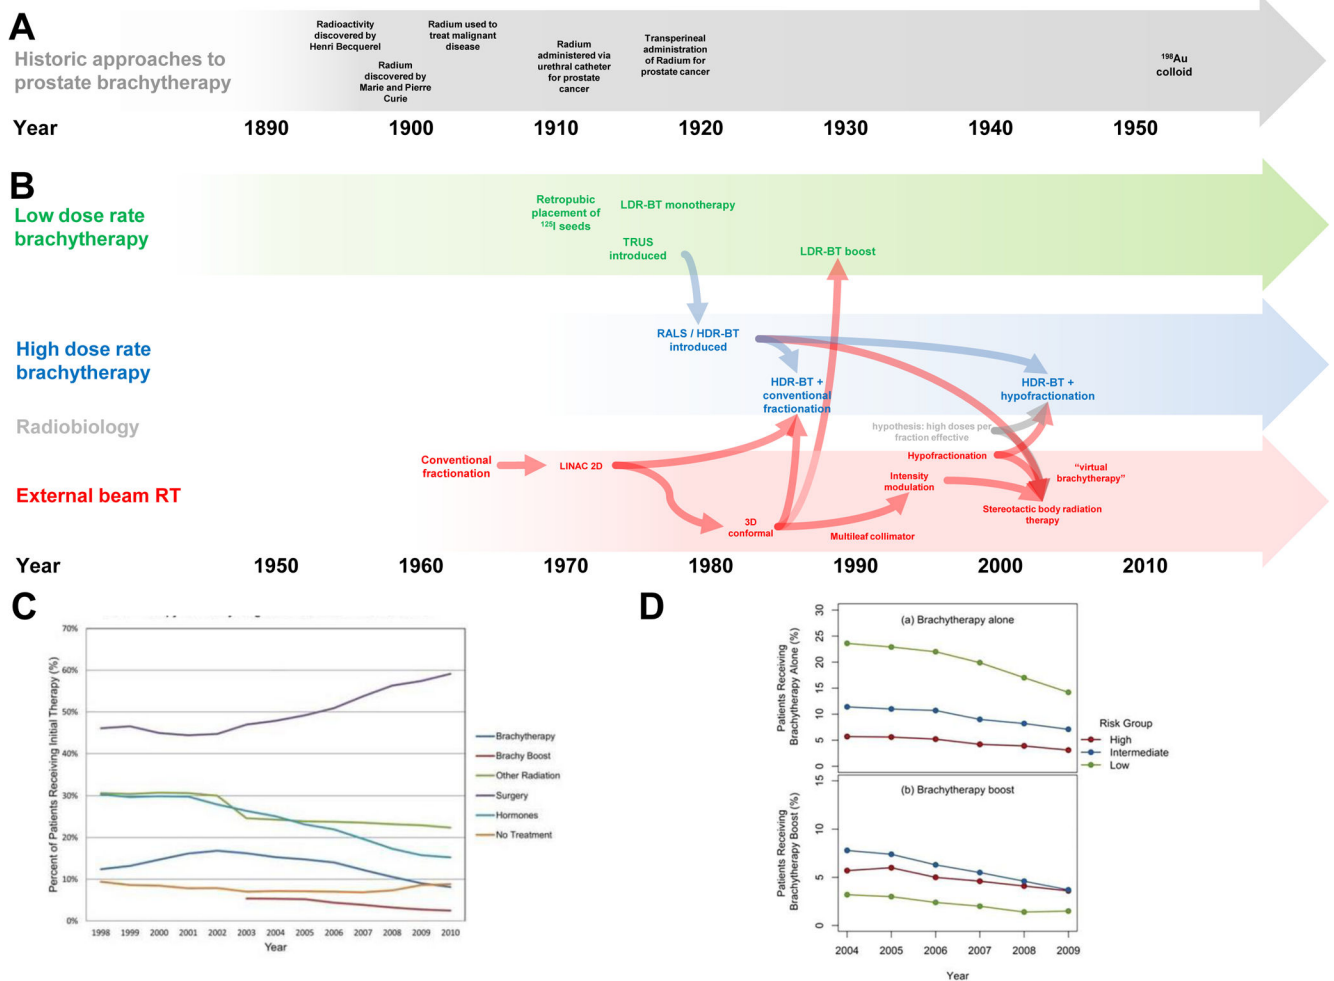 A
Historic approaches to
prostate brachytherapy
Radioactivity
discovered by
Henri Becquerel
Radium
discovered by
Marie and Pierre
Curie
Radium used to
treat malignant
disease
Radium
administered via
urethral catheter
for prostate
cancer
Transperineal
administration
of Radium for
prostate cancer
¹⁹⁸Au
colloid
Year 1890 1900 1910 1920 1930 1940 1950
B
Low dose rate
brachytherapy
Retropubic
placement of
¹²⁵I seeds
LDR-BT monotherapy
TRUS
introduced
LDR-BT boost
High dose rate
brachytherapy
RALS / HDR-BT
introduced
HDR-BT +
conventional
fractionation
HDR-BT +
hypofractionation
Radiobiology
hypothesis: high doses per
fraction effective
External beam RT
Conventional
fractionation
LINAC 2D
3D
conformal
Multileaf collimator
Intensity
modulation
Hypofractionation
“virtual
brachytherapy”
Stereotactic body radiation
therapy
Year 1950 1960 1970 1980 1990 2000 2010
C
Percent of Patients Receiving Initial Therapy (%)
70%
60%
50%
40%
30%
20%
10%
0%
1998 1999 2000 2001 2002 2003 2004 2005 2006 2007 2008 2009 2010
Year
Brachytherapy
Brachy Boost
Other Radiation
Surgery
Hormones
No Treatment
D
(a) Brachytherapy alone
Patients Receiving
Brachytherapy Alone (%)
30
25
20
15
10
5
0
(b) Brachytherapy boost
Patients Receiving
Brachytherapy Boost (%)
15
10
5
0
2004 2005 2006 2007 2008 2009
Year
Risk Group
High
Intermediate
Low